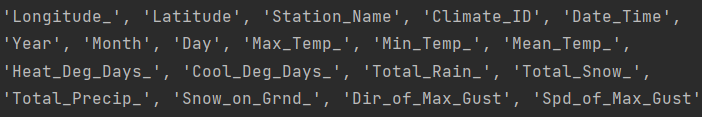 'Longitude_', 'Latitude', 'Station_Name', 'Climate_ID', 'Date_Time',
'Year', 'Month', 'Day', 'Max_Temp_', 'Min_Temp_', 'Mean_Temp_',
'Heat_Deg_Days_', 'Cool_Deg_Days_', 'Total_Rain_', 'Total_Snow_',
'Total_Precip_', 'Snow_on_Grnd_', 'Dir_of_Max_Gust', 'Spd_of_Max_Gust'